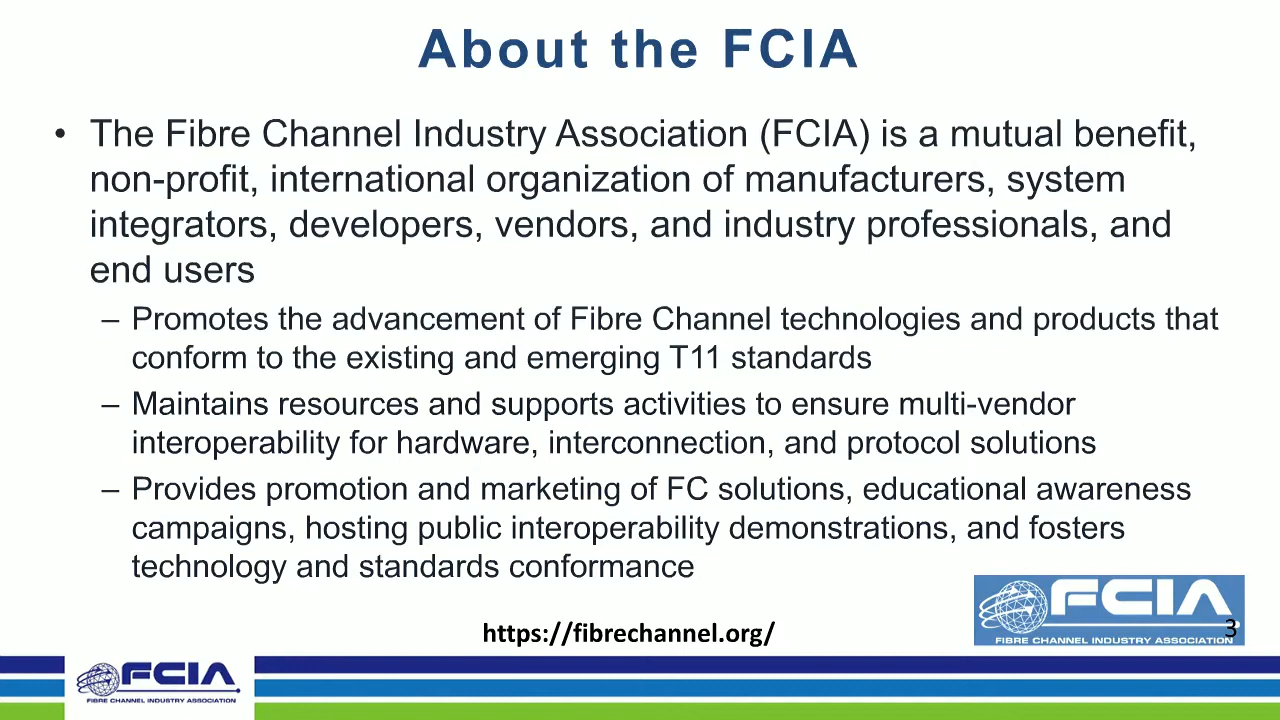 About the FCIA
• The Fibre Channel Industry Association (FCIA) is a mutual benefit,
non-profit, international organization of manufacturers, system
integrators, developers, vendors, and industry professionals, and
end users
– Promotes the advancement of Fibre Channel technologies and products that
conform to the existing and emerging T11 standards
– Maintains resources and supports activities to ensure multi-vendor
interoperability for hardware, interconnection, and protocol solutions
– Provides promotion and marketing of FC solutions, educational awareness
campaigns, hosting public interoperability demonstrations, and fosters
technology and standards conformance
FCIA
FIBRE CHANNEL INDUSTRY ASSOCIATION
3
https://fibrechannel.org/
FCIA
FIBRE CHANNEL INDUSTRY ASSOCIATION